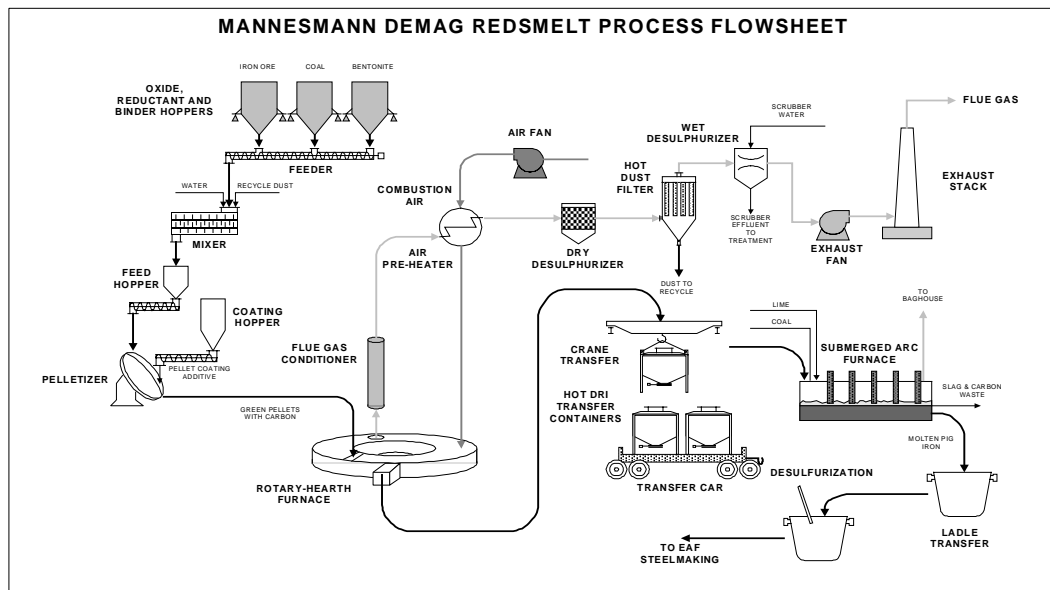 MANNESMANN DEMAG REDSMELT PROCESS FLOWSHEET
IRON ORE
COAL
BENTONITE
OXIDE,
REDUCTANT AND
BINDER HOPPERS
FEEDER
WATER
RECYCLE DUST
MIXER
FEED
HOPPER
COATING
HOPPER
PELLETIZER
PELLET COATING
ADDITIVE
GREEN PELLETS
WITH CARBON
FLUE GAS
CONDITIONER
ROTARY-HEARTH
FURNACE
AIR FAN
COMBUSTION
AIR
AIR
PRE-HEATER
DRY
DESULPHURIZER
HOT
DUST
FILTER
DUST TO
RECYCLE
WET
DESULPHURIZER
SCRUBBER
WATER
SCRUBBER
EFFLUENT
TO
TREATMENT
EXHAUST
FAN
FLUE GAS
EXHAUST
STACK
CRANE
TRANSFER
HOT DRI
TRANSFER
CONTAINERS
TRANSFER CAR
LIME
COAL
TO
BAGHOUSE
SUBMERGED ARC
FURNACE
SLAG & CARBON
WASTE
MOLTEN PIG
IRON
DESULFURIZATION
LADLE
TRANSFER
TO EAF
STEELMAKING